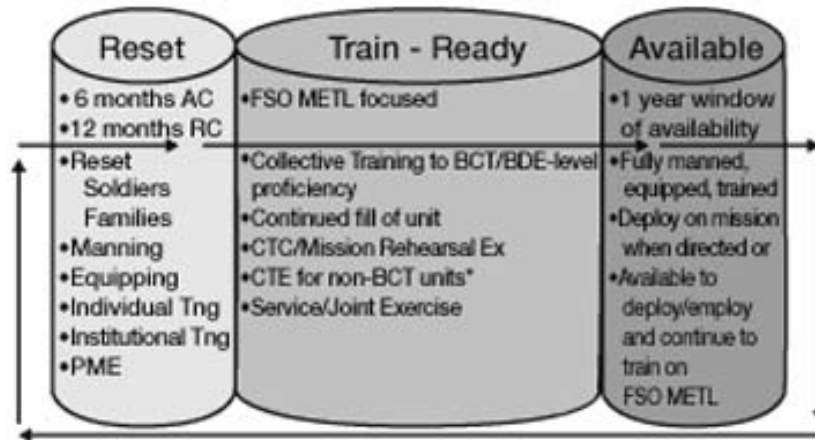 Reset
• 6 months AC
• 12 months RC
• Reset
Soldiers
Families
• Manning
• Equipping
• Individual Tng
• Institutional Tng
• PME
Train - Ready
• FSO METL focused
• Collective Training to BCT/BDE-level
proficiency
• Continued fill of unit
• CTC/Mission Rehearsal Ex
• CTE for non-BCT units*
• Service/Joint Exercise
Available
• 1 year window
of availability
• Fully manned,
equipped, trained
• Deploy on mission
when directed or
• Available to
deploy/employ
and continue to
train on
FSO METL